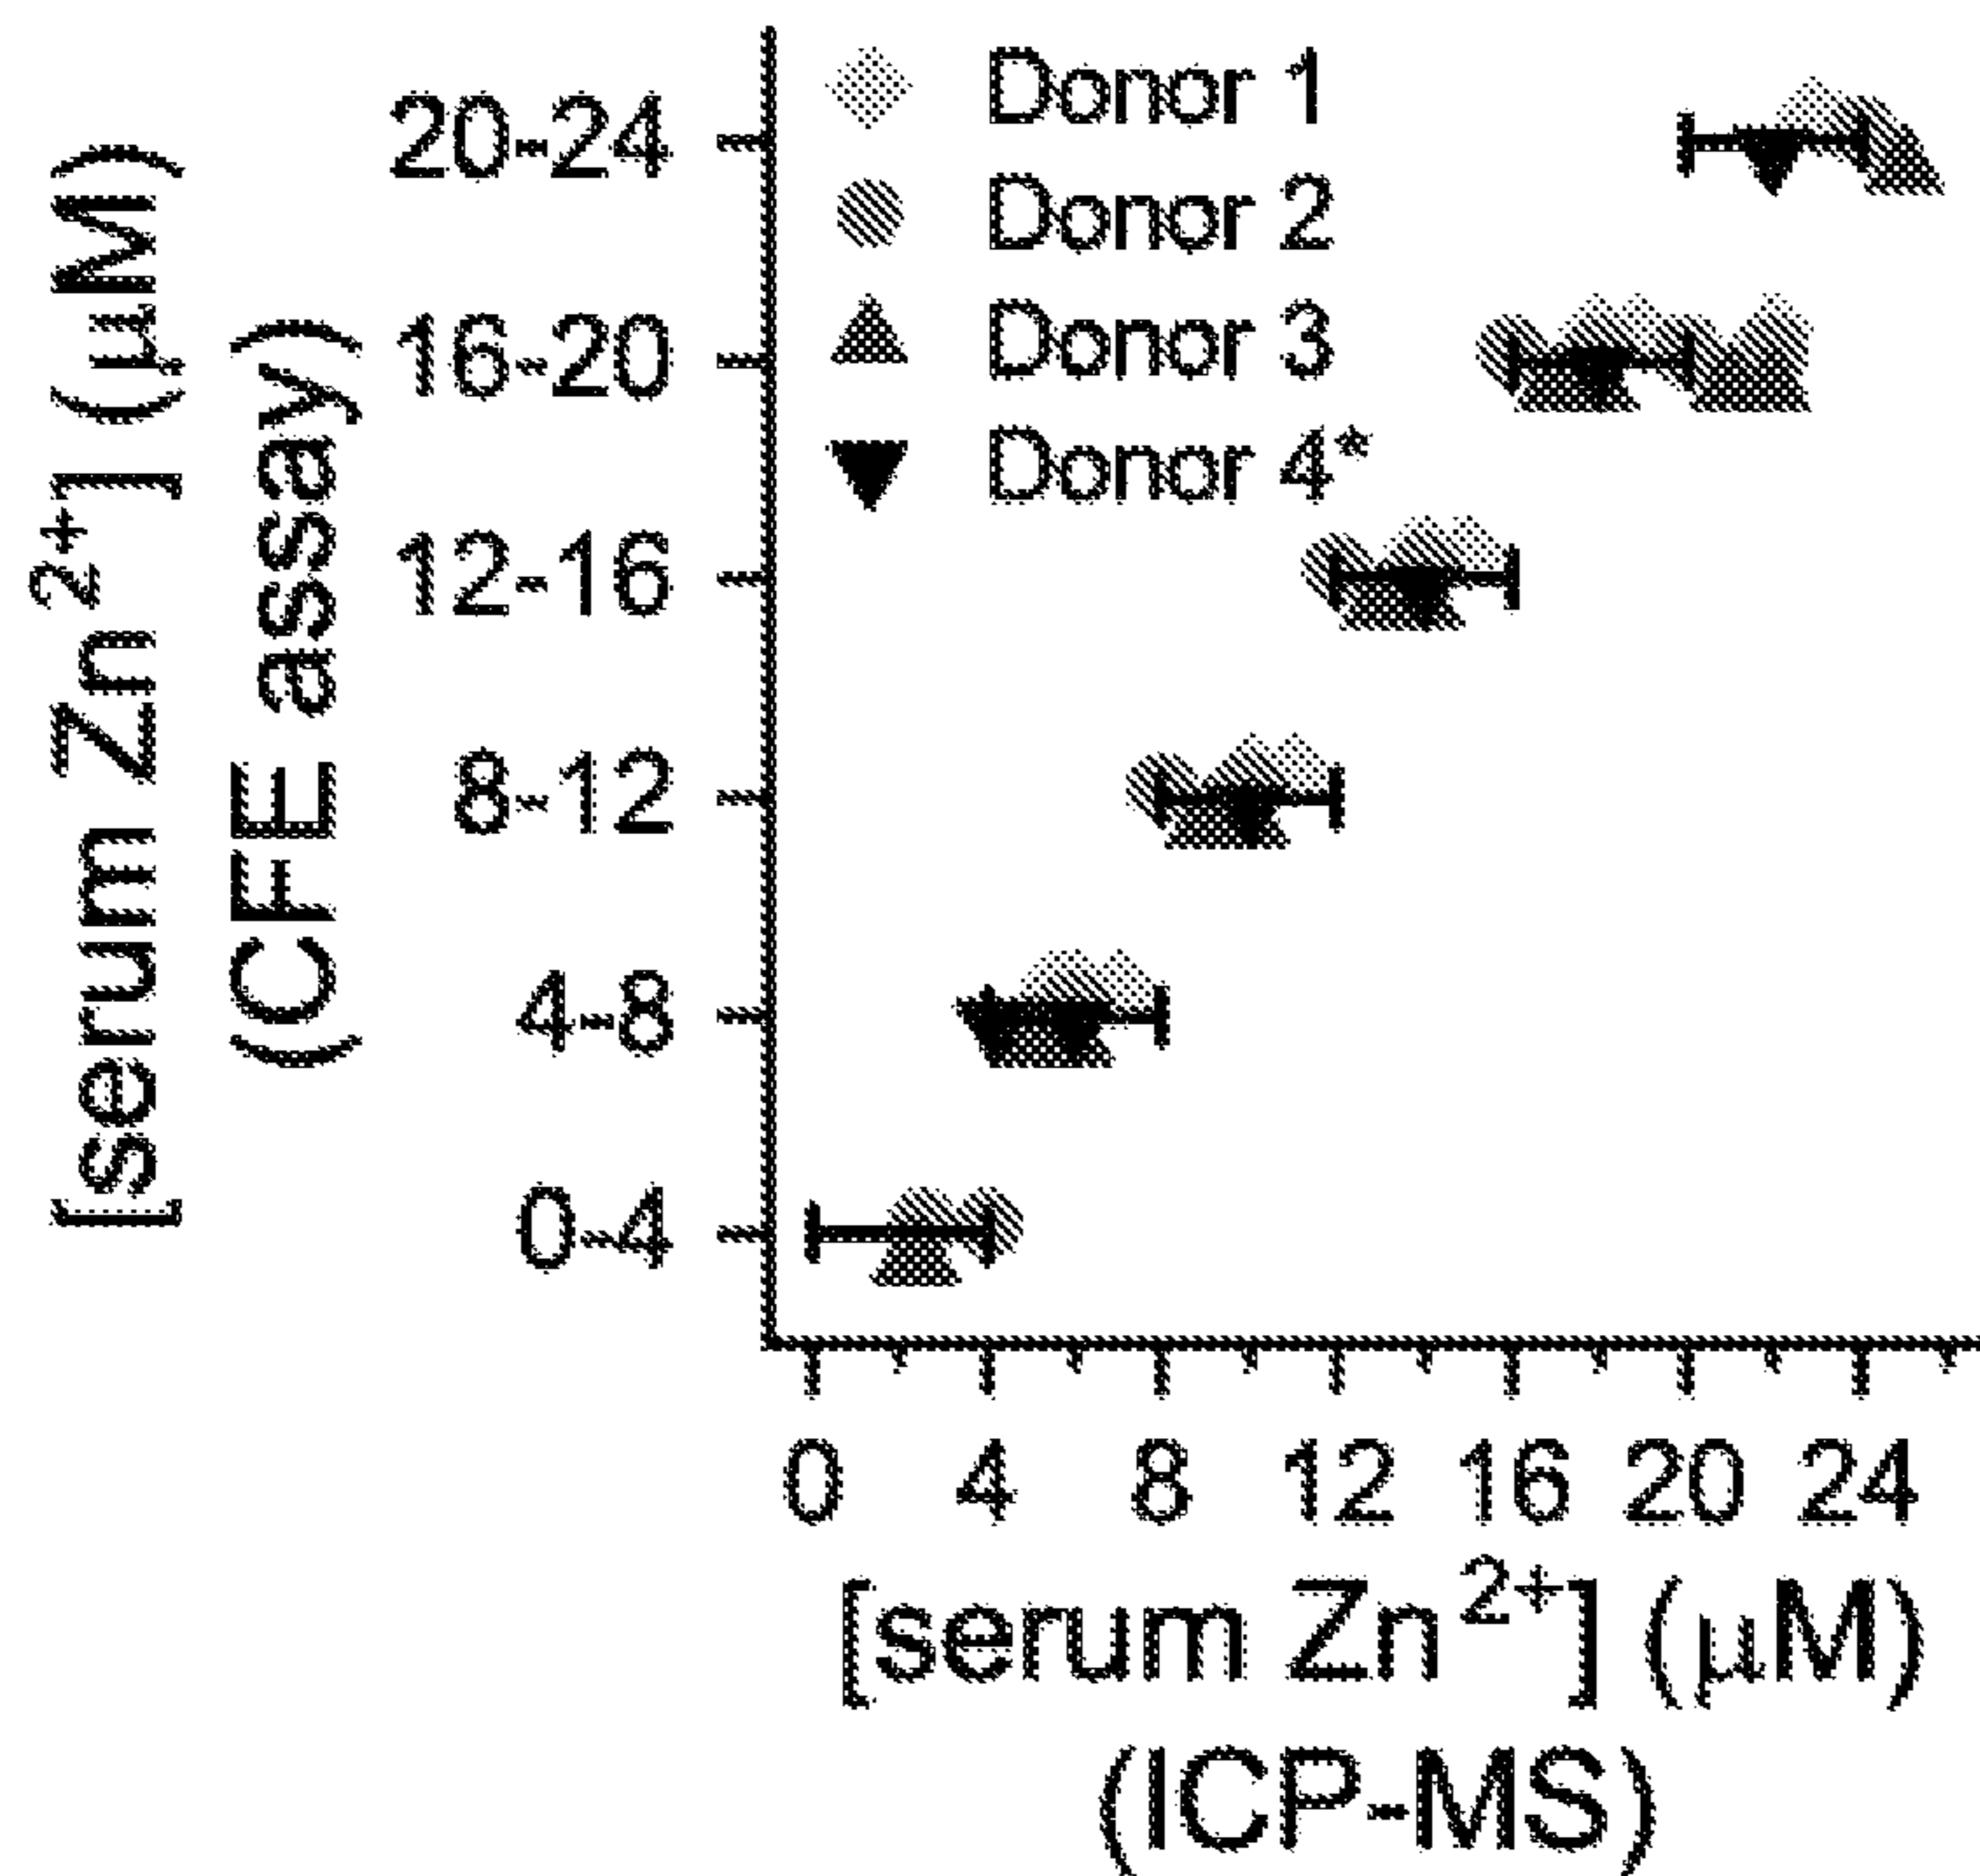 [serum Zn²⁺] (μM)
(CFE assay)
20-24
16-20
12-16
8-12
4-8
0-4
Donor 1
Donor 2
Donor 3
Donor 4*
0 4 8 12 16 20 24
[serum Zn²⁺] (μM)
(ICP-MS)